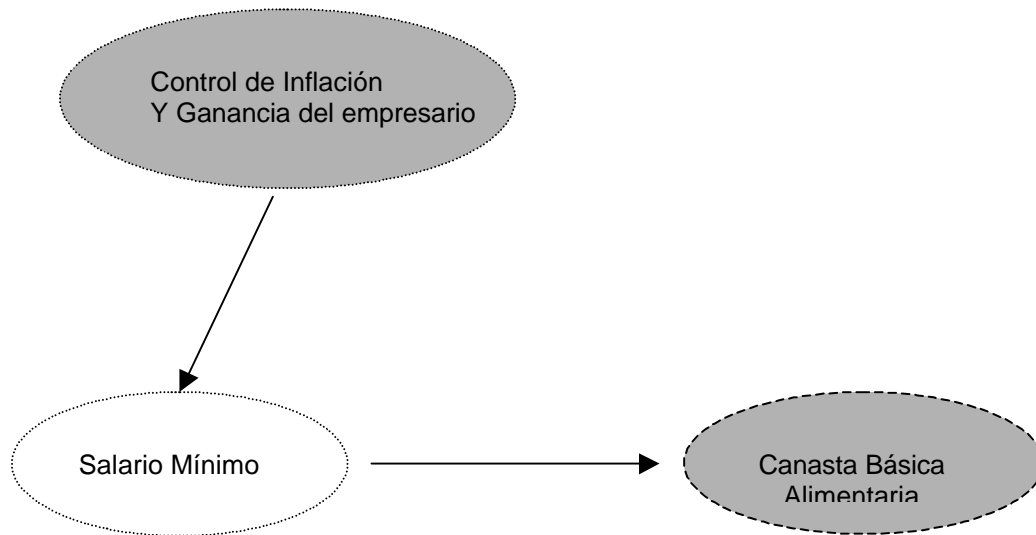 Control de Inflación
Y Ganancia del empresario
Salario Mínimo
Canasta Básica
Alimentaria